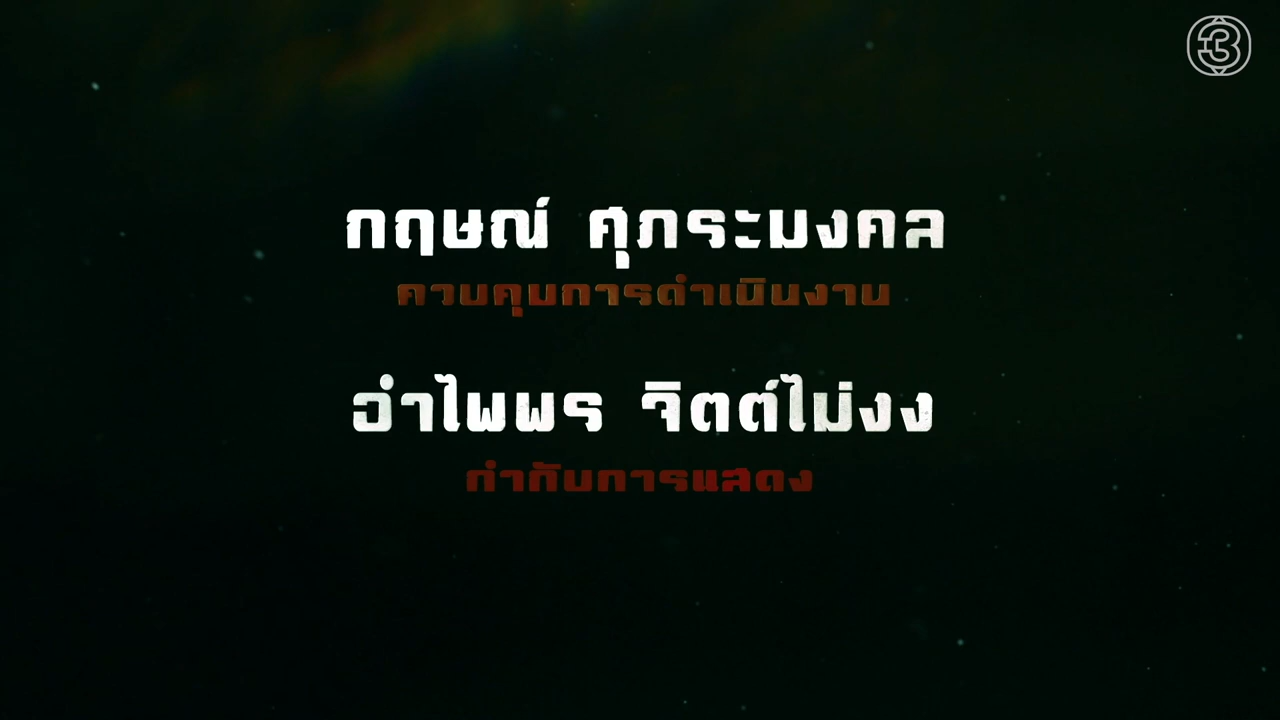 3
กฤษณ์ ศุภระมงคล
ควบคุมการดำเนินงาน
อำไพพร จิตต์ไม่งง
กำกับการแสดง